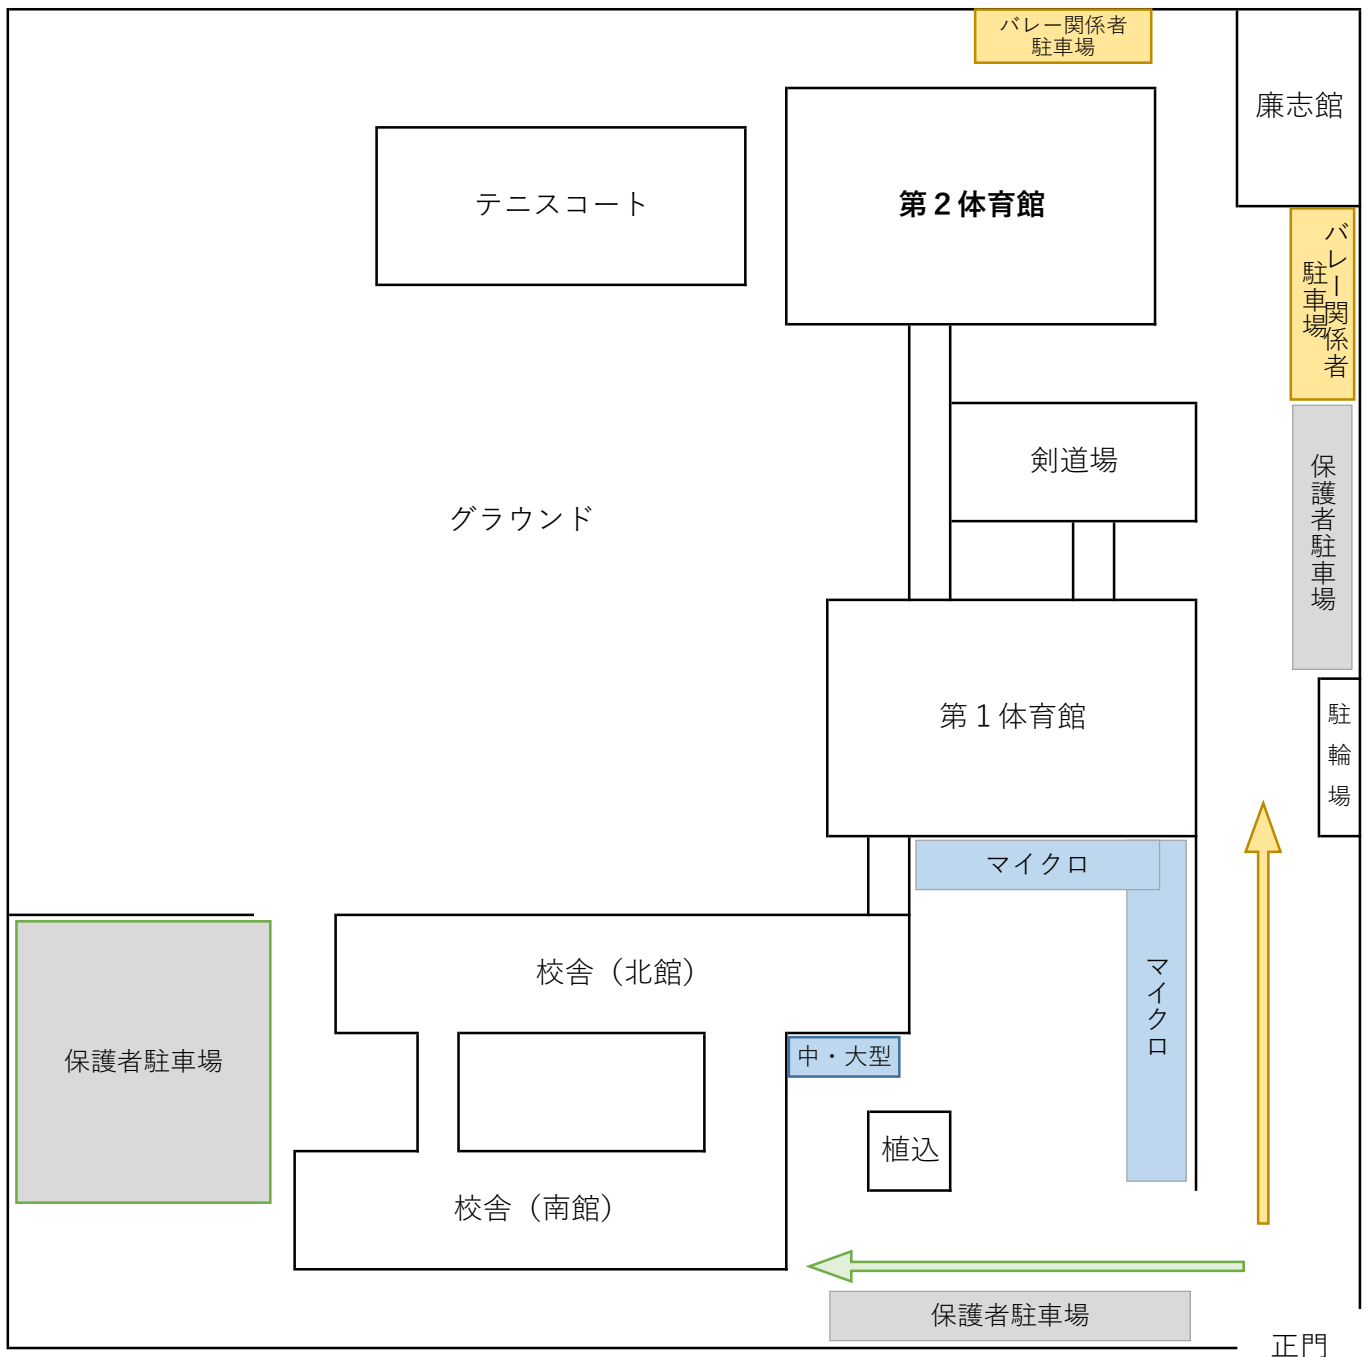 バレー関係者
駐車場
廉志館
テニスコート
第２体育館
バレー関係者
駐車場
剣道場
保護者駐車場
グラウンド
第１体育館
駐輪場
マイクロ
マイクロ
校舎（北館）
中・大型
保護者駐車場
植込
校舎（南館）
保護者駐車場
正門